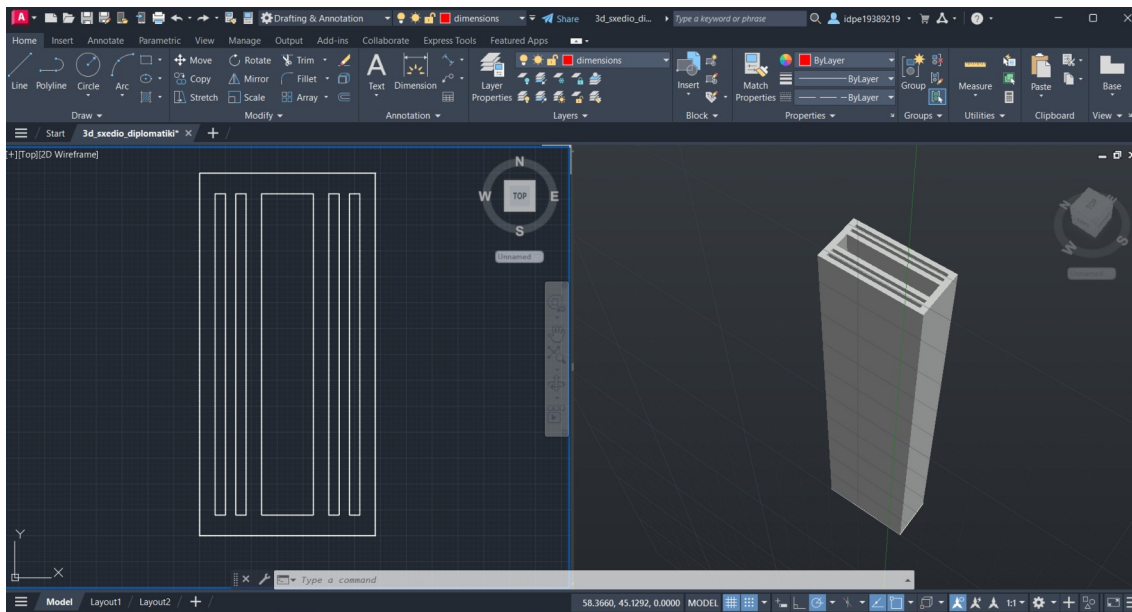 A Drafting & Annotation dimensions Share 3d_sxedio_di... Type a keyword or phrase idpe19389219
Home Insert Annotate Parametric View Manage Output Add-ins Collaborate Express Tools Featured Apps
Line Polyline Circle Arc Move Rotate Trim Text Dimension Layer Properties dimensions Insert Match Properties ByLayer Group Measure Paste Base
Copy Mirror Fillet ByLayer
Stretch Scale Array ByLayer
Draw Modify Annotation Layers Block Properties Groups Utilities Clipboard View
Start 3d_sxedio_diplomatiki* × +
[+][Top][2D Wireframe]
N
W TOP E
S
Unnamed
N
W S
Y
X
Type a command
Model Layout1 Layout2 + 58.3660, 45.1292, 0.0000 MODEL 1:1